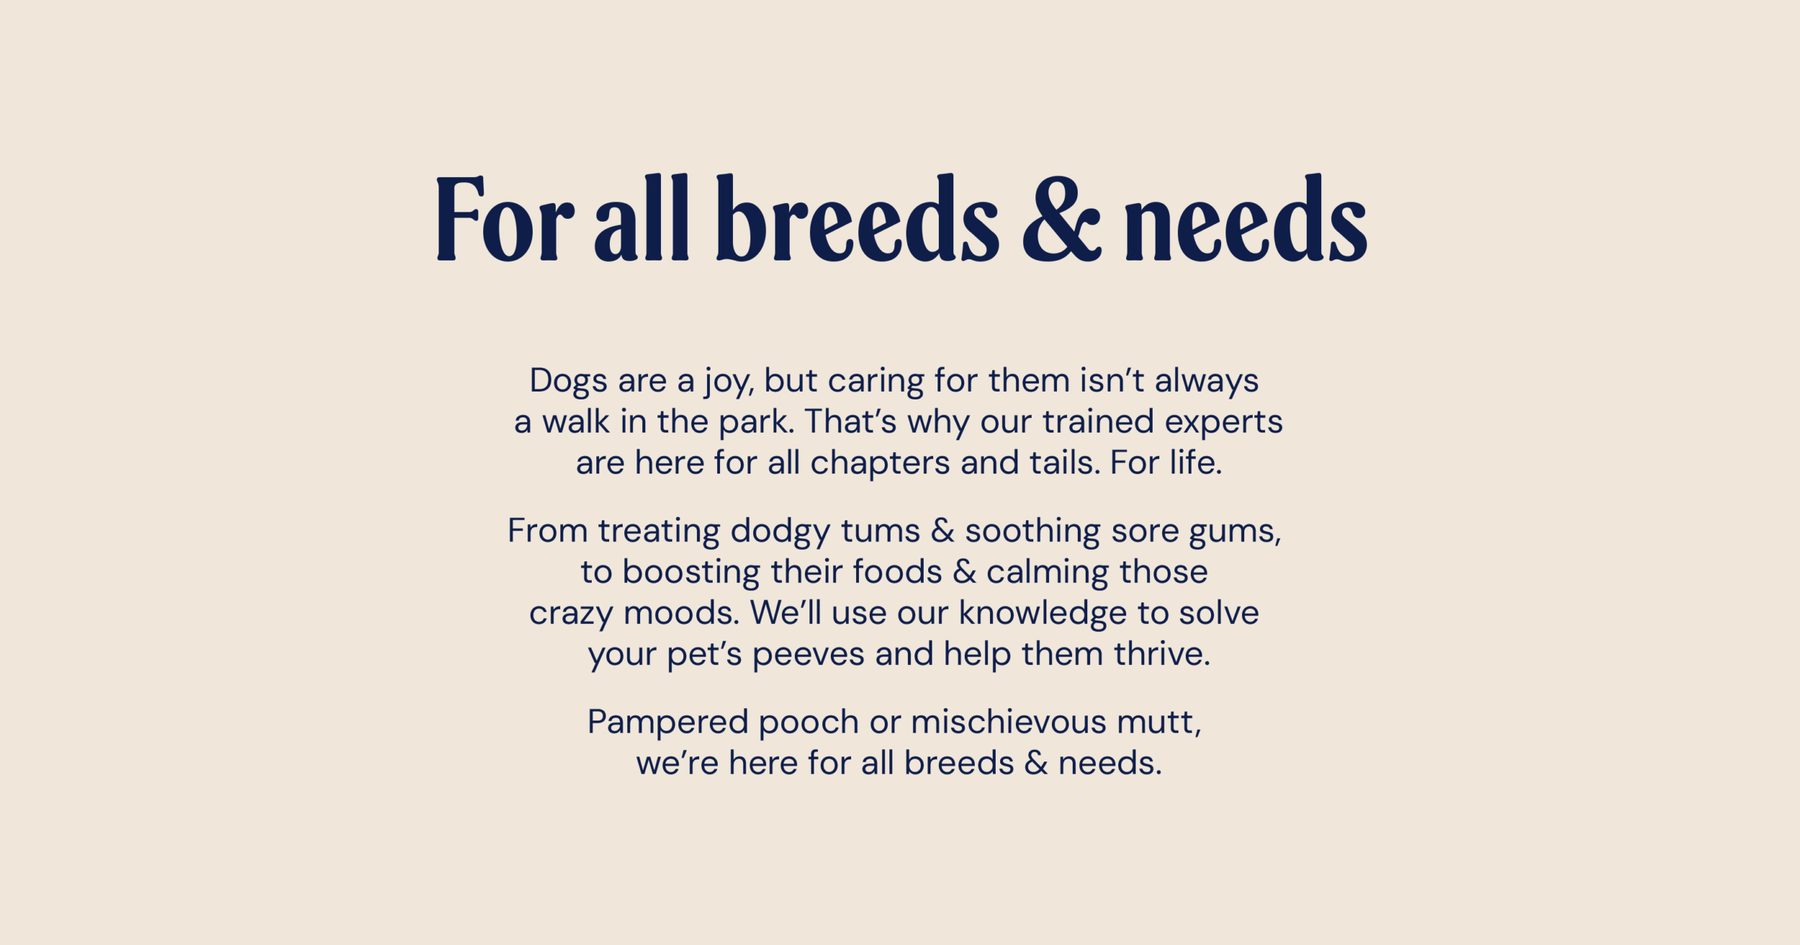 For all breeds & needs
Dogs are a joy, but caring for them isn’t always
a walk in the park. That’s why our trained experts
are here for all chapters and tails. For life.
From treating dodgy tums & soothing sore gums,
to boosting their foods & calming those
crazy moods. We’ll use our knowledge to solve
your pet’s peeves and help them thrive.
Pampered pooch or mischievous mutt,
we’re here for all breeds & needs.